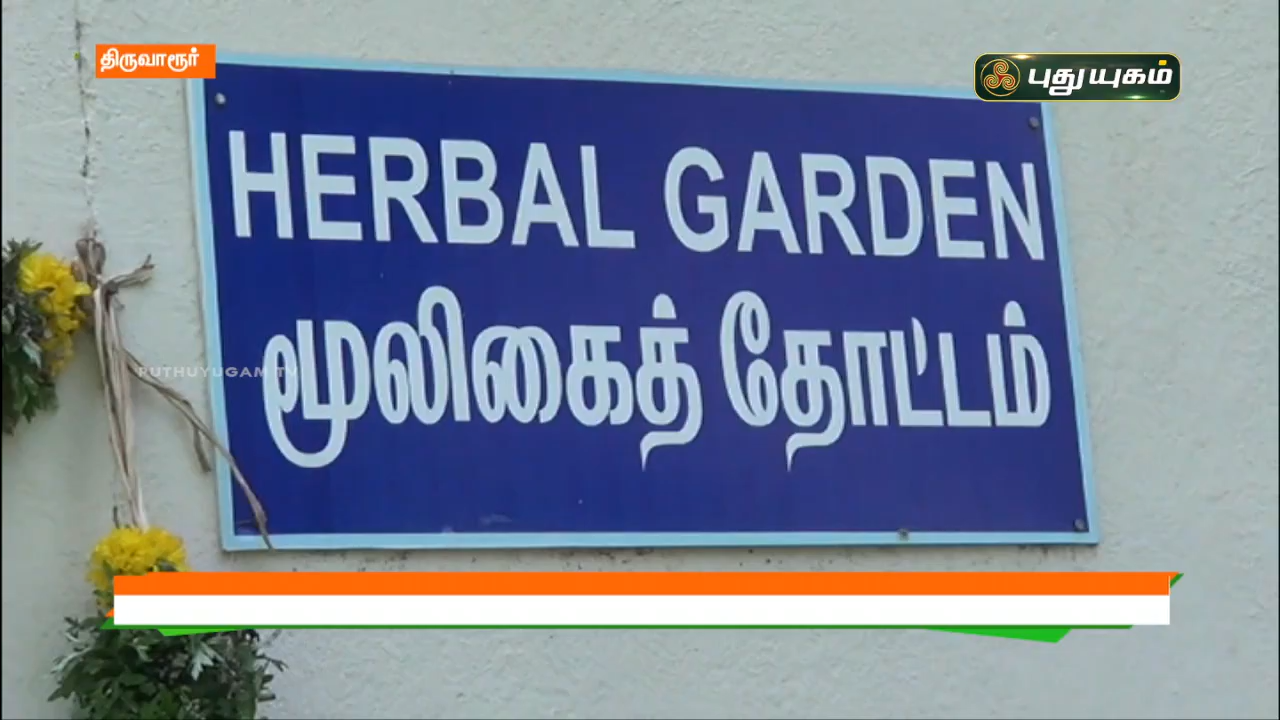 திருவாரூர்
புதுயுகம்
HERBAL GARDEN
மூலிகைத் தோட்டம்
PUTHUYUGAM TV